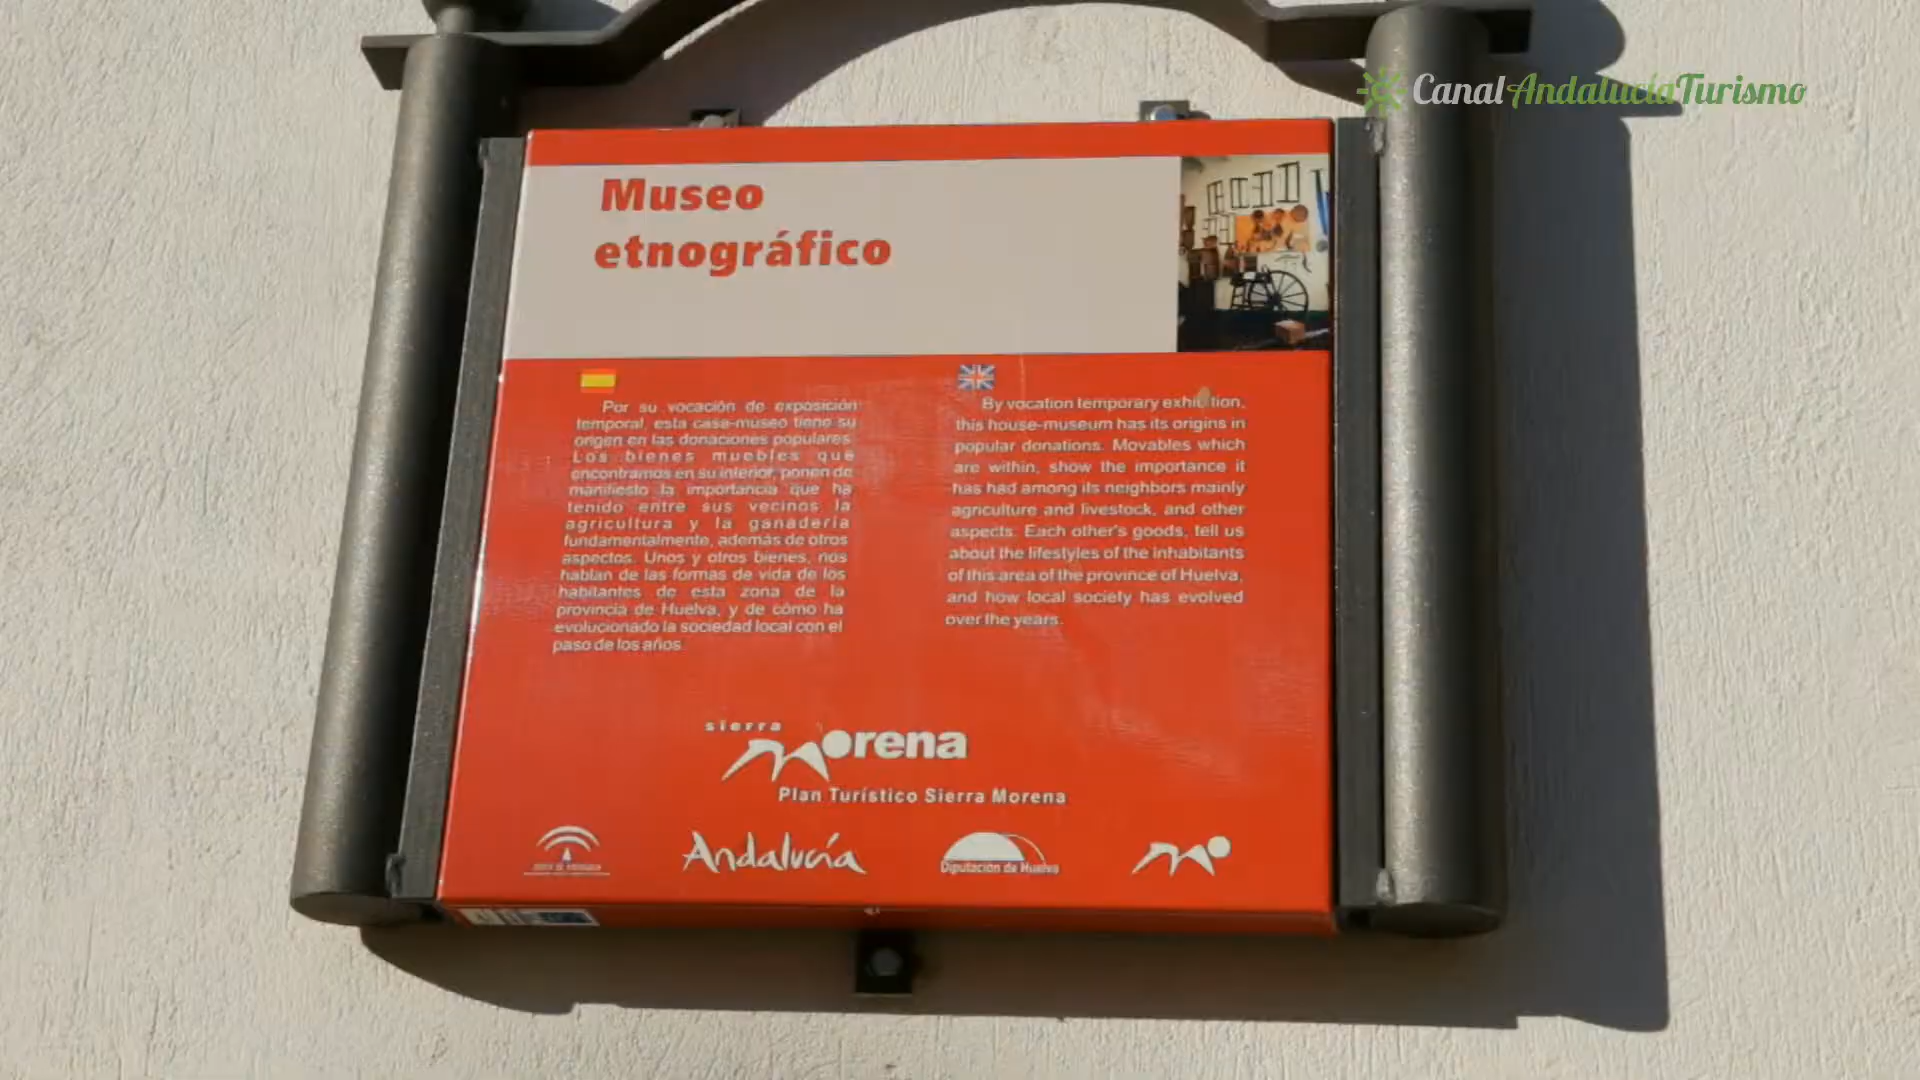 Canal AndalucíaTurismo
Museo
etnográfico
Por su vocación de exposición
temporal, esta casa-museo tiene su
origen en las donaciones populares.
Los bienes muebles que
encontramos en su interior, ponen de
manifiesto la importancia que ha
tenido entre sus vecinos la
agricultura y la ganadería
fundamentalmente, además de otros
aspectos. Unos y otros bienes, nos
hablan de las formas de vida de los
habitantes de esta zona de la
provincia de Huelva, y de cómo ha
evolucionado la sociedad local con el
paso de los años.
By vocation temporary exhibition,
this house-museum has its origins in
popular donations. Movables which
are within, show the importance it
has had among its neighbors mainly
agriculture and livestock, and other
aspects. Each other's goods, tell us
about the lifestyles of the inhabitants
of this area of the province of Huelva,
and how local society has evolved
over the years.
sierra
morena
Plan Turístico Sierra Morena
Andalucía
Diputación de Huelva